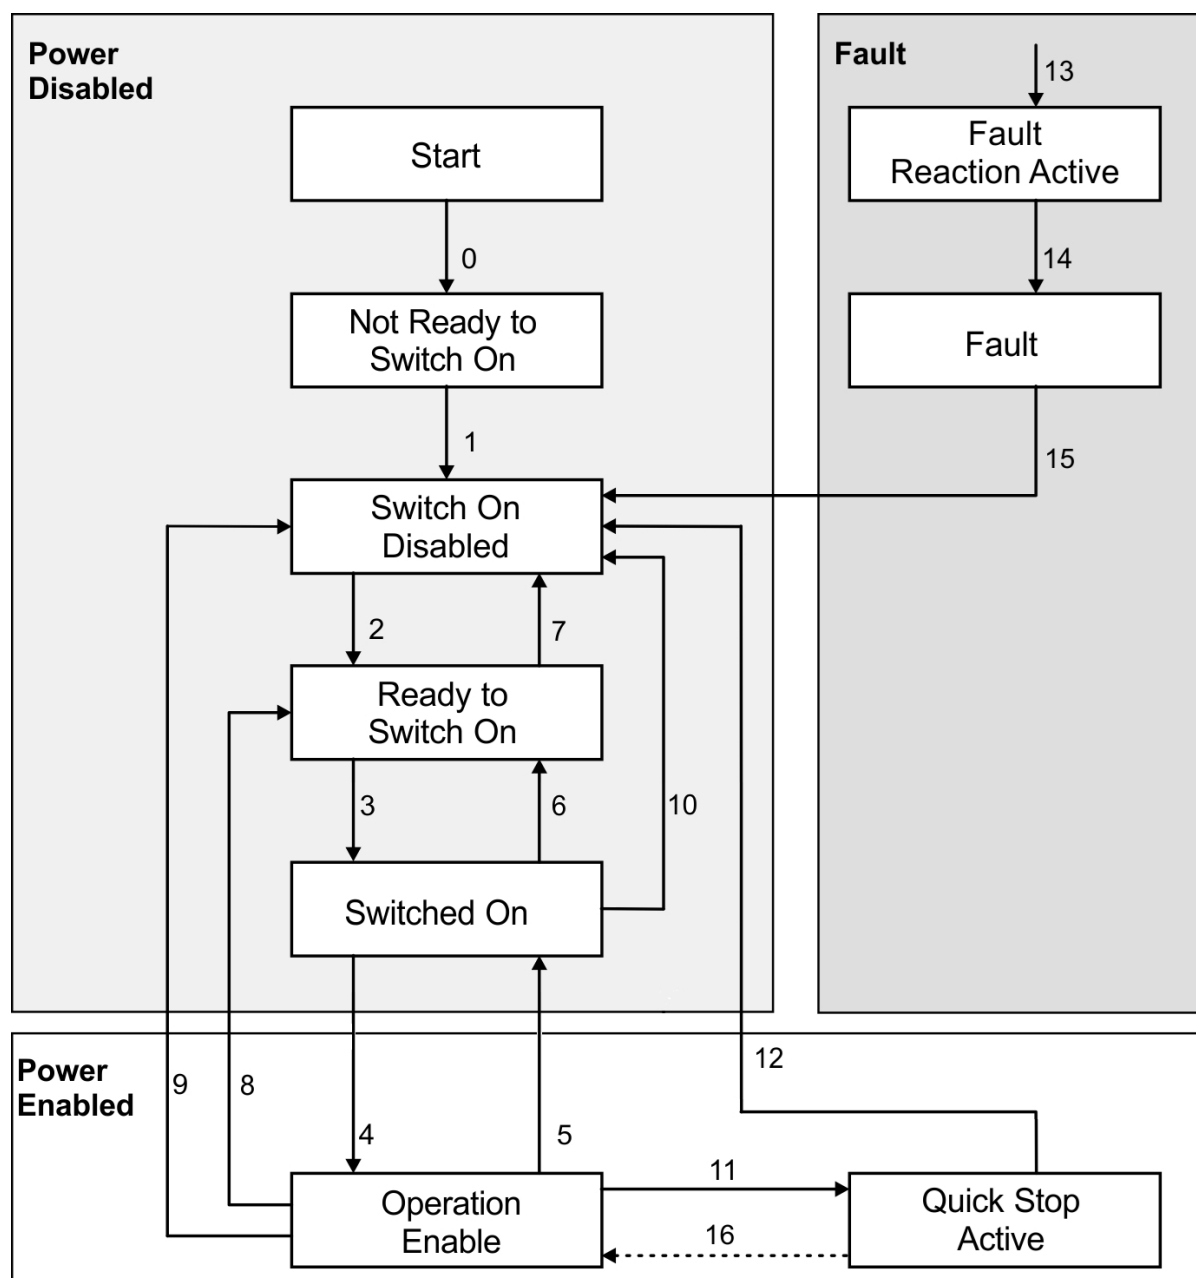 Power
Disabled
Start
0
Not Ready to
Switch On
1
Switch On
Disabled
2
7
Ready to
Switch On
3
6
10
Switched On
Fault
13
Fault
Reaction Active
14
Fault
15
Power
Enabled
9
8
4
5
12
Operation
Enable
11
16
Quick Stop
Active